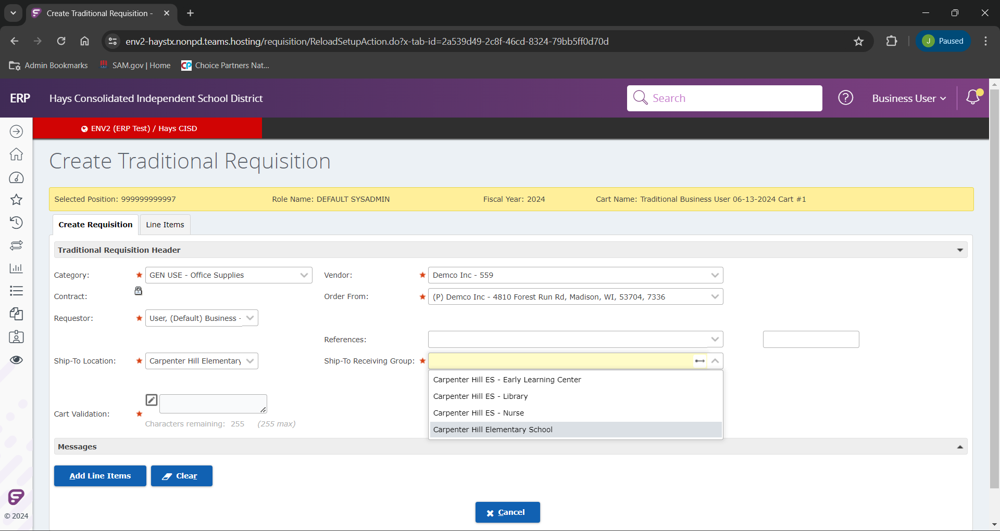 Create Traditional Requisition -
env2-haystx.nonpd.teams.hosting/requisition/ReloadSetupAction.do?x-tab-id=2a539d49-2c8f-46cd-8324-79bb5ff0d70d
J Paused
Admin Bookmarks SAM.gov | Home CP Choice Partners Nat...
ERP Hays Consolidated Independent School District Search ? Business User
ENV2 (ERP Test) / Hays CISD
Create Traditional Requisition
Selected Position: 999999999997 Role Name: DEFAULT SYSADMIN Fiscal Year: 2024 Cart Name: Traditional Business User 06-13-2024 Cart #1
Create Requisition Line Items
Traditional Requisition Header
Category: GEN USE - Office Supplies Vendor: Demco Inc - 559
Contract: Order From: (P) Demco Inc - 4810 Forest Run Rd, Madison, WI, 53704, 7336
Requestor: User, (Default) Business -
References:
Ship-To Location: Carpenter Hill Elementary Ship-To Receiving Group:
Carpenter Hill ES - Early Learning Center
Carpenter Hill ES - Library
Carpenter Hill ES - Nurse
Carpenter Hill Elementary School
Cart Validation:
Characters remaining: 255 (255 max)
Messages
Add Line Items Clear
Cancel
© 2024